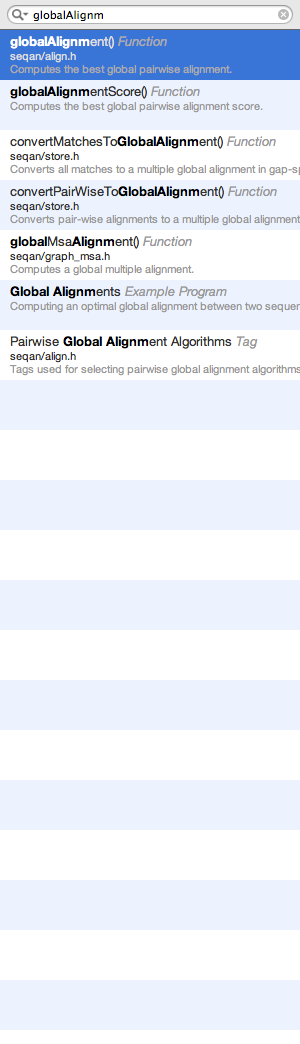 globalAlignm
globalAlignment() Function
seqan/align.h
Computes the best global pairwise alignment.
globalAlignmentScore() Function
Computes the best global pairwise alignment score.
convertMatchesToGlobalAlignment() Function
seqan/store.h
Converts all matches to a multiple global alignment in gap-s
convertPairWiseToGlobalAlignment() Function
seqan/store.h
Converts pair-wise alignments to a multiple global alignment
globalMsaAlignment() Function
seqan/graph_msa.h
Computes a global multiple alignment.
Global Alignments Example Program
Computing an optimal global alignment between two sequen
Pairwise Global Alignment Algorithms Tag
seqan/align.h
Tags used for selecting pairwise global alignment algorithms